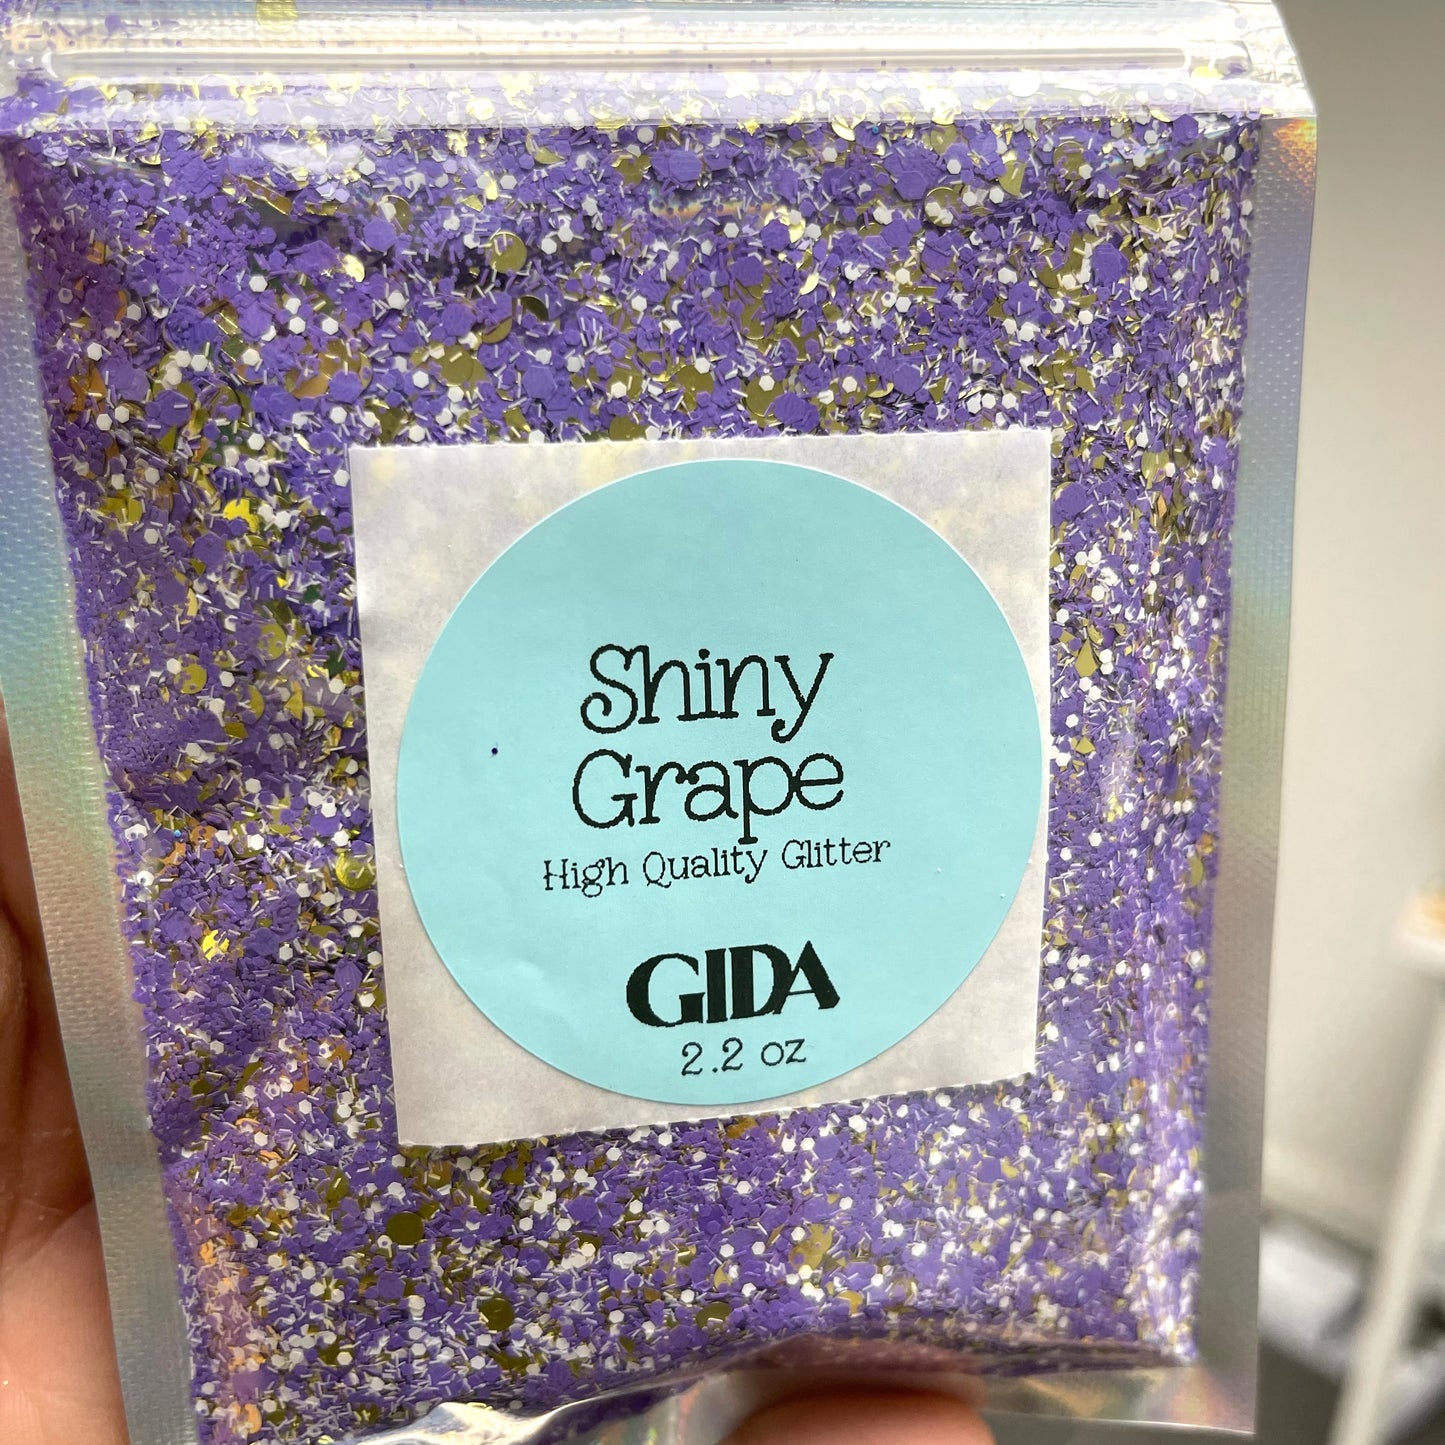 Shiny
Grape
High Quality Glitter
GIDA
2.2 oz